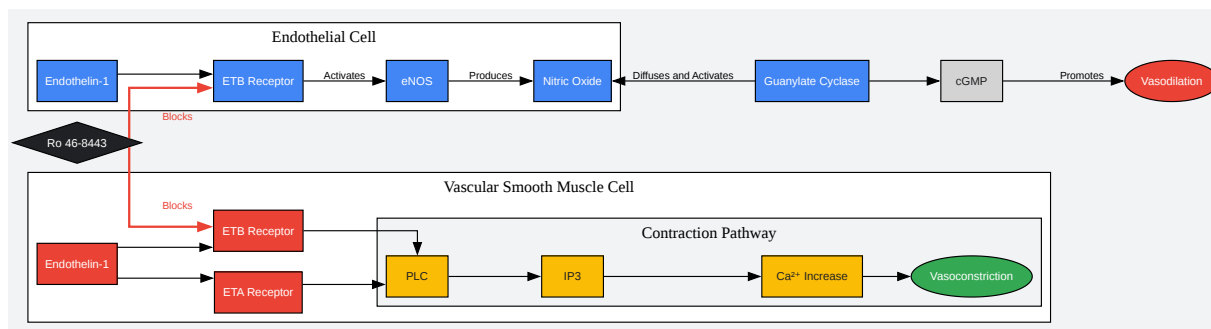 Endothelial Cell
Endothelin-1
ETB Receptor
Activates
eNOS
Produces
Nitric Oxide
Diffuses and Activates
Guanylate Cyclase
cGMP
Promotes
Vasodilation
Blocks
Ro 46-8443
Vascular Smooth Muscle Cell
Blocks
ETB Receptor
Contraction Pathway
Endothelin-1
ETA Receptor
PLC
IP3
Ca²⁺ Increase
Vasoconstriction